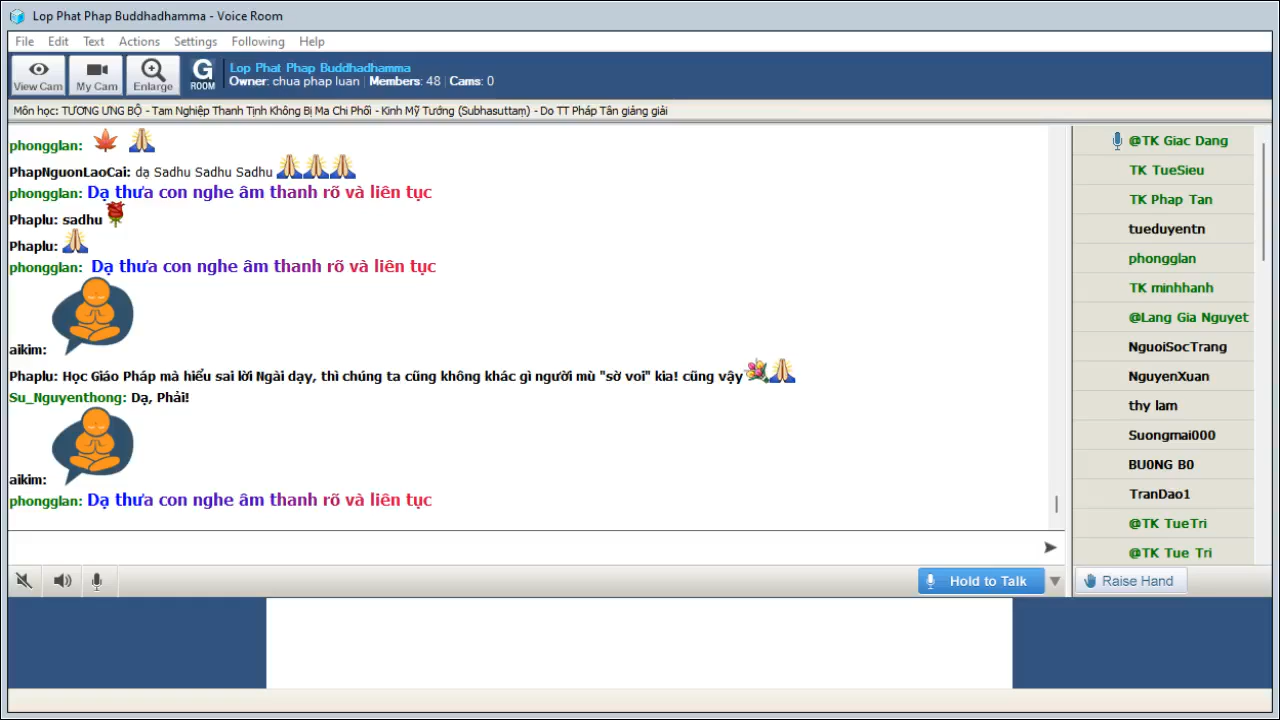 Lop Phat Phap Buddhadhamma - Voice Room
File Edit Text Actions Settings Following Help
View Cam My Cam Enlarge G ROOM
Lop Phat Phap Buddhadhamma
Owner: chua phap luan Members: 48 Cams: 0
Môn học: TƯƠNG ƯNG BỘ - Tam Nghiệp Thanh Tịnh Không Bị Ma Chi Phối - Kinh Mỹ Tướng (Subhasuttaṃ) - Do TT Pháp Tân giảng giải
phongglan:
PhapNguonLaoCai: dạ Sadhu Sadhu Sadhu
phongglan: Dạ thưa con nghe âm thanh rõ và liên tục
Phaplu: sadhu
Phaplu:
phongglan: Dạ thưa con nghe âm thanh rõ và liên tục
aikim:
Phaplu: Học Giáo Pháp mà hiểu sai lời Ngài dạy, thì chúng ta cũng không khác gì người mù "sờ voi" kia! cũng vậy
Su_Nguyenthong: Dạ, Phải!
aikim:
phongglan: Dạ thưa con nghe âm thanh rõ và liên tục
@TK Giac Dang
TK TueSieu
TK Phap Tan
tueduyentn
phongglan
TK minhhanh
@Lang Gia Nguyet
NguoiSocTrang
NguyenXuan
thy lam
Suongmai000
BU0NG B0
TranDao1
@TK TueTri
@TK Tue Tri
Hold to Talk
Raise Hand